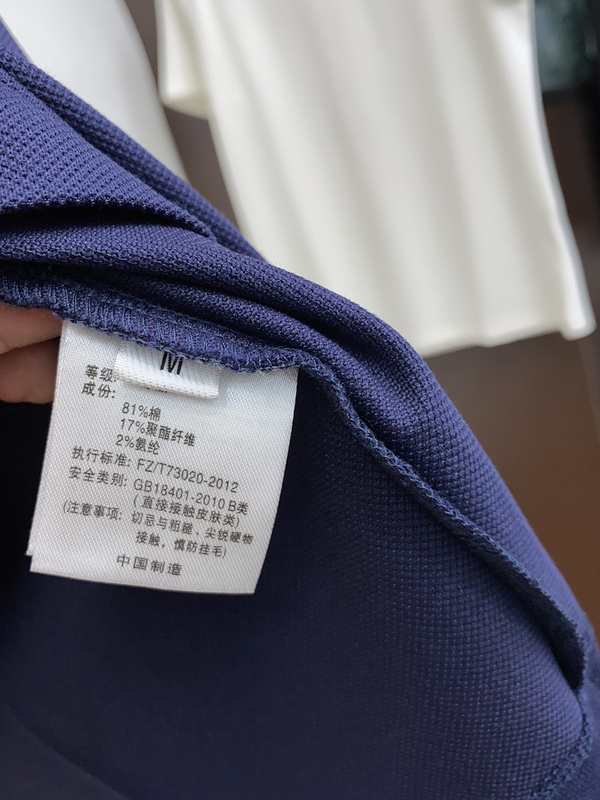 M
等级:
成份:
81%棉
17%聚酯纤维
2%氨纶
执行标准: FZ/T73020-2012
安全类别: GB18401-2010 B类
(直接接触皮肤类)
(注意事项: 切忌与粗糙, 尖锐硬物
接触, 慎防挂毛)
中国制造